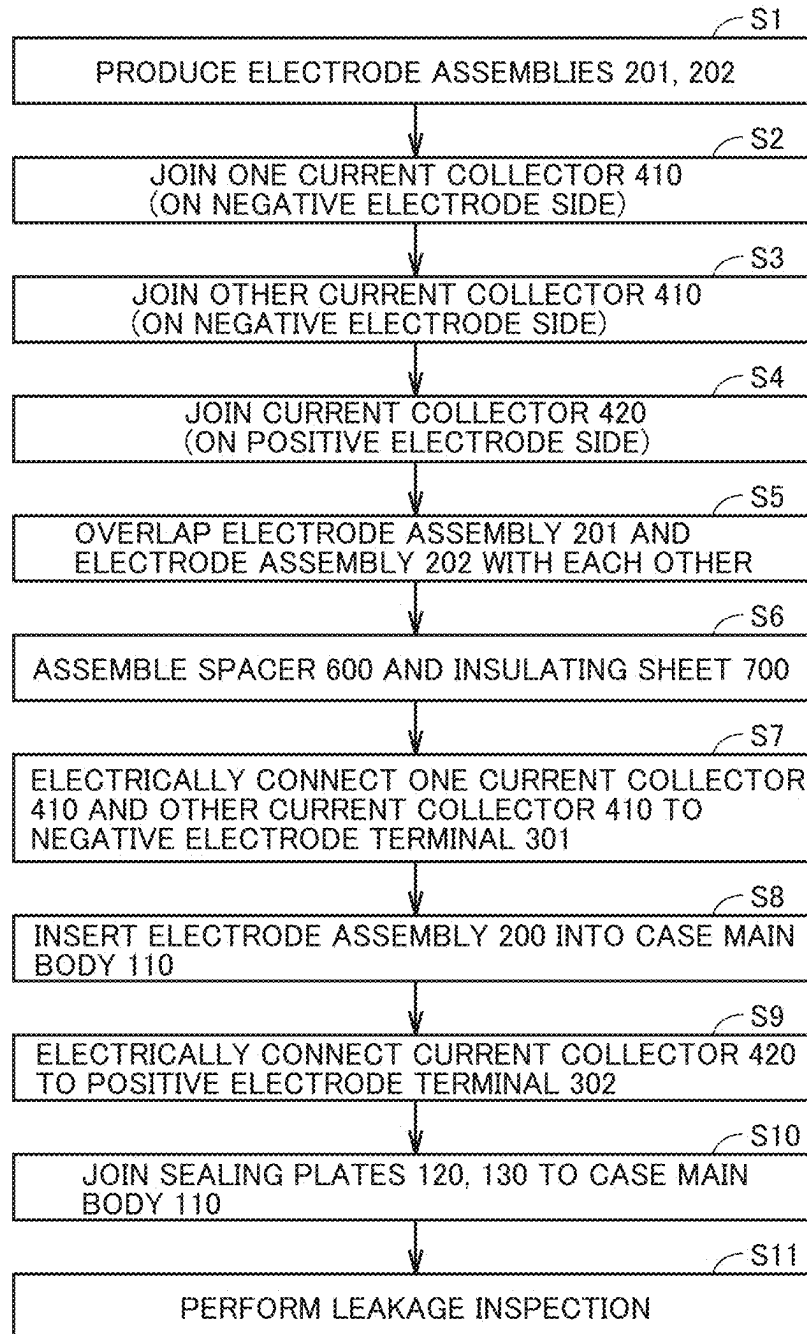 S1
PRODUCE ELECTRODE ASSEMBLIES 201, 202
S2
JOIN ONE CURRENT COLLECTOR 410
(ON NEGATIVE ELECTRODE SIDE)
S3
JOIN OTHER CURRENT COLLECTOR 410
(ON NEGATIVE ELECTRODE SIDE)
S4
JOIN CURRENT COLLECTOR 420
(ON POSITIVE ELECTRODE SIDE)
S5
OVERLAP ELECTRODE ASSEMBLY 201 AND
ELECTRODE ASSEMBLY 202 WITH EACH OTHER
S6
ASSEMBLE SPACER 600 AND INSULATING SHEET 700
S7
ELECTRICALLY CONNECT ONE CURRENT COLLECTOR
410 AND OTHER CURRENT COLLECTOR 410 TO
NEGATIVE ELECTRODE TERMINAL 301
S8
INSERT ELECTRODE ASSEMBLY 200 INTO CASE MAIN
BODY 110
S9
ELECTRICALLY CONNECT CURRENT COLLECTOR 420
TO POSITIVE ELECTRODE TERMINAL 302
S10
JOIN SEALING PLATES 120, 130 TO CASE MAIN
BODY 110
S11
PERFORM LEAKAGE INSPECTION